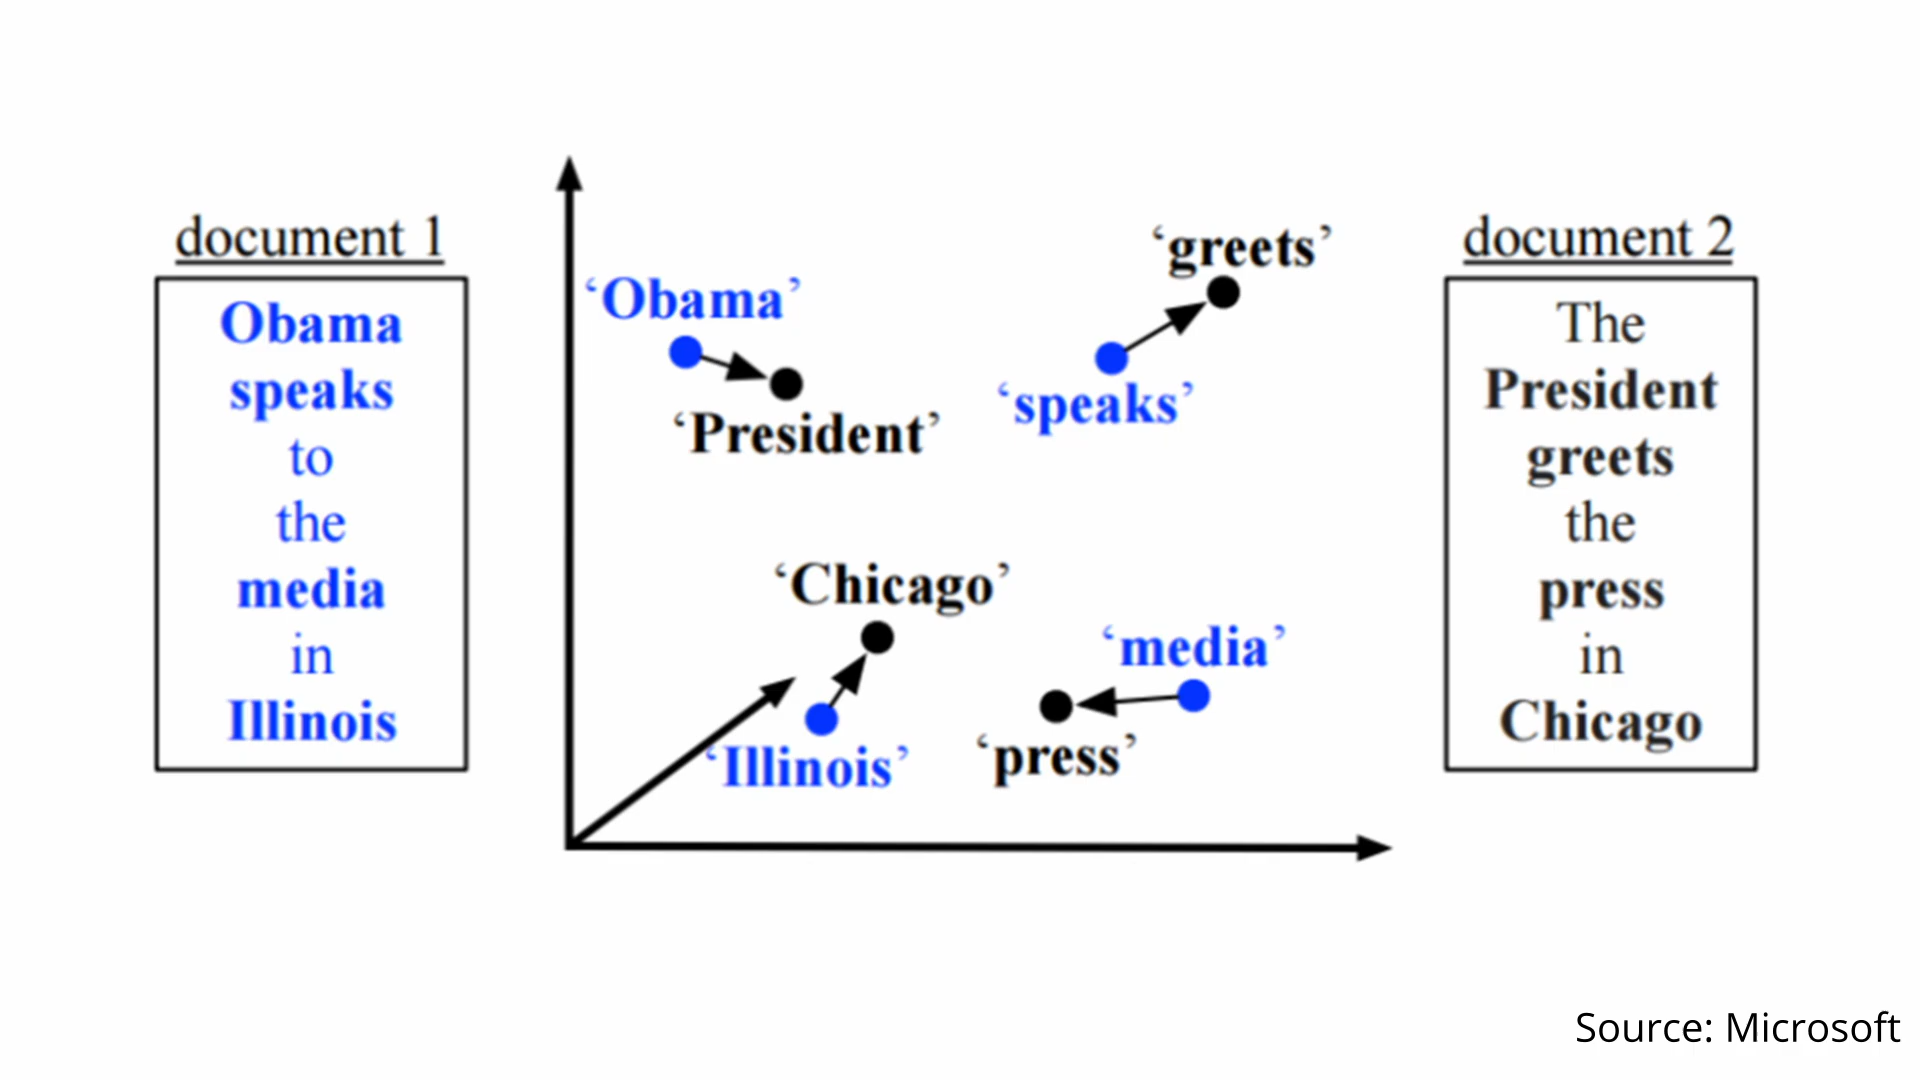 document 1
Obama
speaks
to
the
media
in
Illinois
‘Obama’
‘President’
‘greets’
‘speaks’
‘Chicago’
‘Illinois’
‘media’
‘press’
document 2
The
President
greets
the
press
in
Chicago
Source: Microsoft